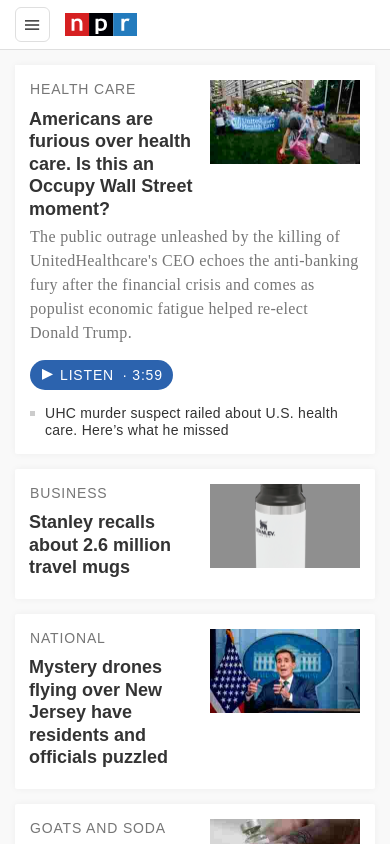 npr
HEALTH CARE
Americans are
furious over health
care. Is this an
Occupy Wall Street
moment?
The public outrage unleashed by the killing of
UnitedHealthcare's CEO echoes the anti-banking
fury after the financial crisis and comes as
populist economic fatigue helped re-elect
Donald Trump.
LISTEN · 3:59
UHC murder suspect railed about U.S. health
care. Here’s what he missed
BUSINESS
Stanley recalls
about 2.6 million
travel mugs
STANLEY
NATIONAL
Mystery drones
flying over New
Jersey have
residents and
officials puzzled
GOATS AND SODA